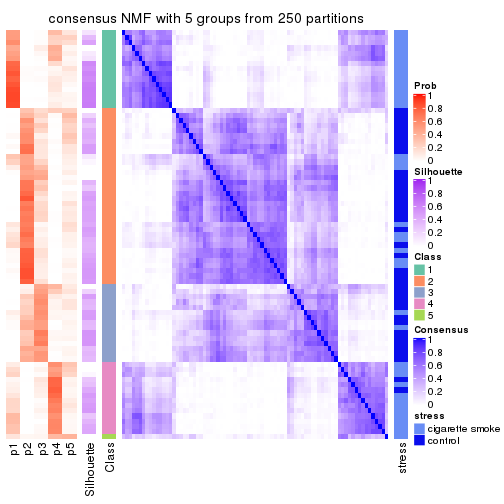 consensus NMF with 5 groups from 250 partitions
Prob
1
0.8
0.6
0.4
0.2
0
Silhouette
1
0.8
0.6
0.4
0.2
0
Class
1
2
3
4
5
Consensus
1
0.8
0.6
0.4
0.2
0
stress
cigarette smoke
control
p1
p2
p3
p4
p5
Silhouette
Class
stress